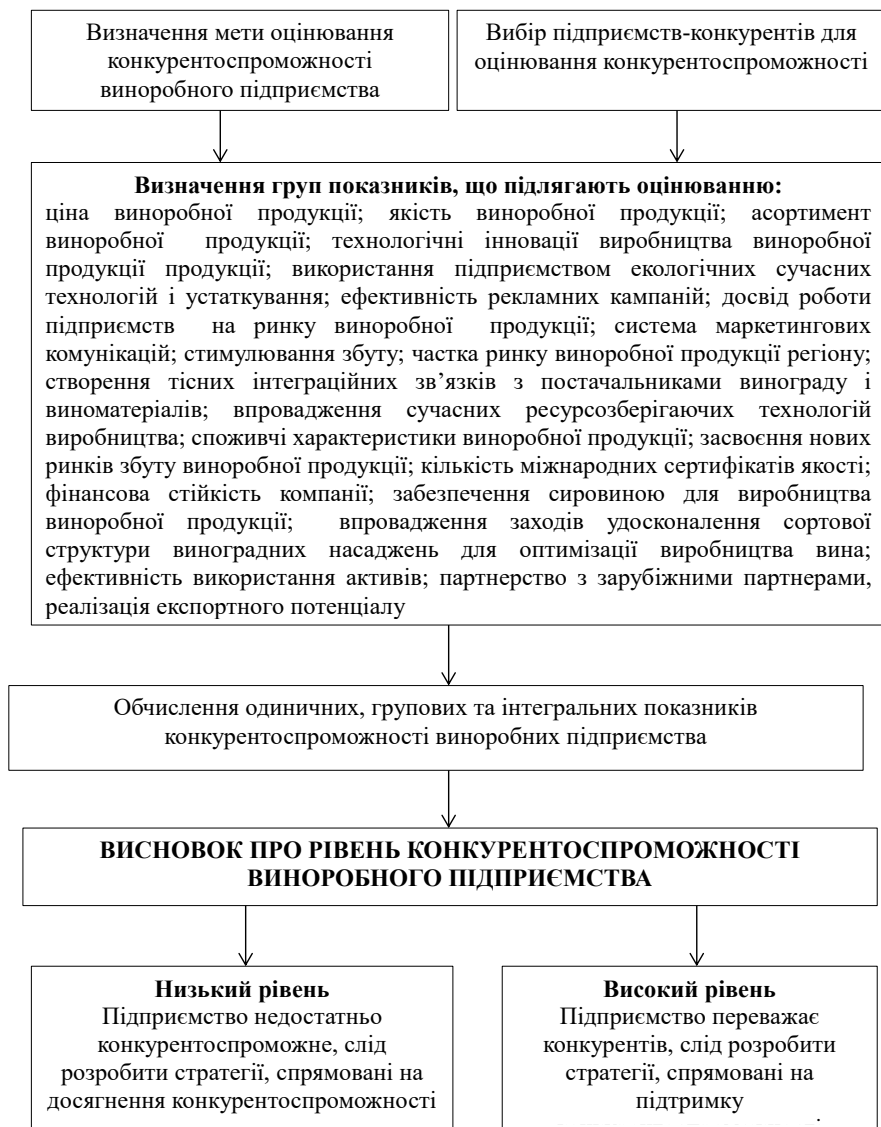 Визначення мети оцінювання
конкурентоспроможності
виноробного підприємства
Вибір підприємств-конкурентів для
оцінювання конкурентоспроможності
Визначення груп показників, що підлягають оцінюванню:
ціна виноробної продукції; якість виноробної продукції; асортимент
виноробної продукції; технологічні інновації виробництва виноробної
продукції продукції; використання підприємством екологічних сучасних
технологій і устаткування; ефективність рекламних кампаній; досвід роботи
підприємств на ринку виноробної продукції; система маркетингових
комунікацій; стимулювання збуту; частка ринку виноробної продукції регіону;
створення тісних інтеграційних зв’язків з постачальниками винограду і
виноматеріалів; впровадження сучасних ресурсозберігаючих технологій
виробництва; споживчі характеристики виноробної продукції; засвоєння нових
ринків збуту виноробної продукції; кількість міжнародних сертифікатів якості;
фінансова стійкість компанії; забезпечення сировиною для виробництва
виноробної продукції; впровадження заходів удосконалення сортової
структури виноградних насаджень для оптимізації виробництва вина;
ефективність використання активів; партнерство з зарубіжними партнерами,
реалізація експортного потенціалу
Обчислення одиничних, групових та інтегральних показників
конкурентоспроможності виноробних підприємства
ВИСНОВОК ПРО РІВЕНЬ КОНКУРЕНТОСПРОМОЖНОСТІ
ВИНОРОБНОГО ПІДПРИЄМСТВА
Низький рівень
Підприємство недостатньо
конкурентоспроможне, слід
розробити стратегії, спрямовані на
досягнення конкурентоспроможності
Високий рівень
Підприємство переважає
конкурентів, слід розробити
стратегії, спрямовані на
підтримку